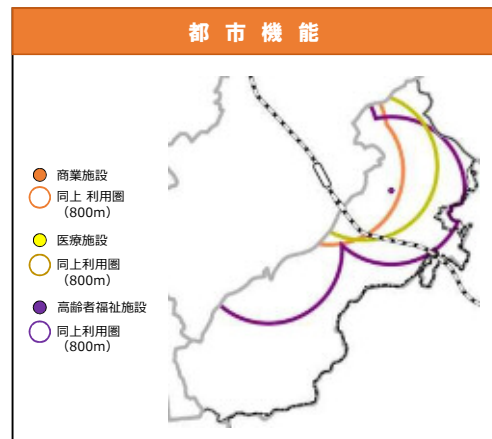 都市機能
商業施設
同上 利用圏
（800m）
医療施設
同上利用圏
（800m）
高齢者福祉施設
同上利用圏
（800m）